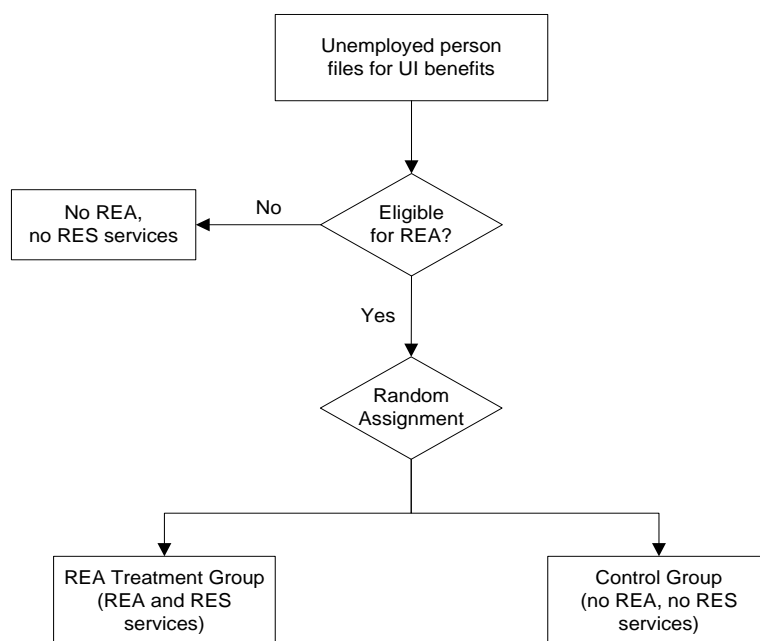 Unemployed person
files for UI benefits
No REA,
no RES services
No
Eligible
for REA?
Yes
Random
Assignment
REA Treatment Group
(REA and RES
services)
Control Group
(no REA, no RES
services)